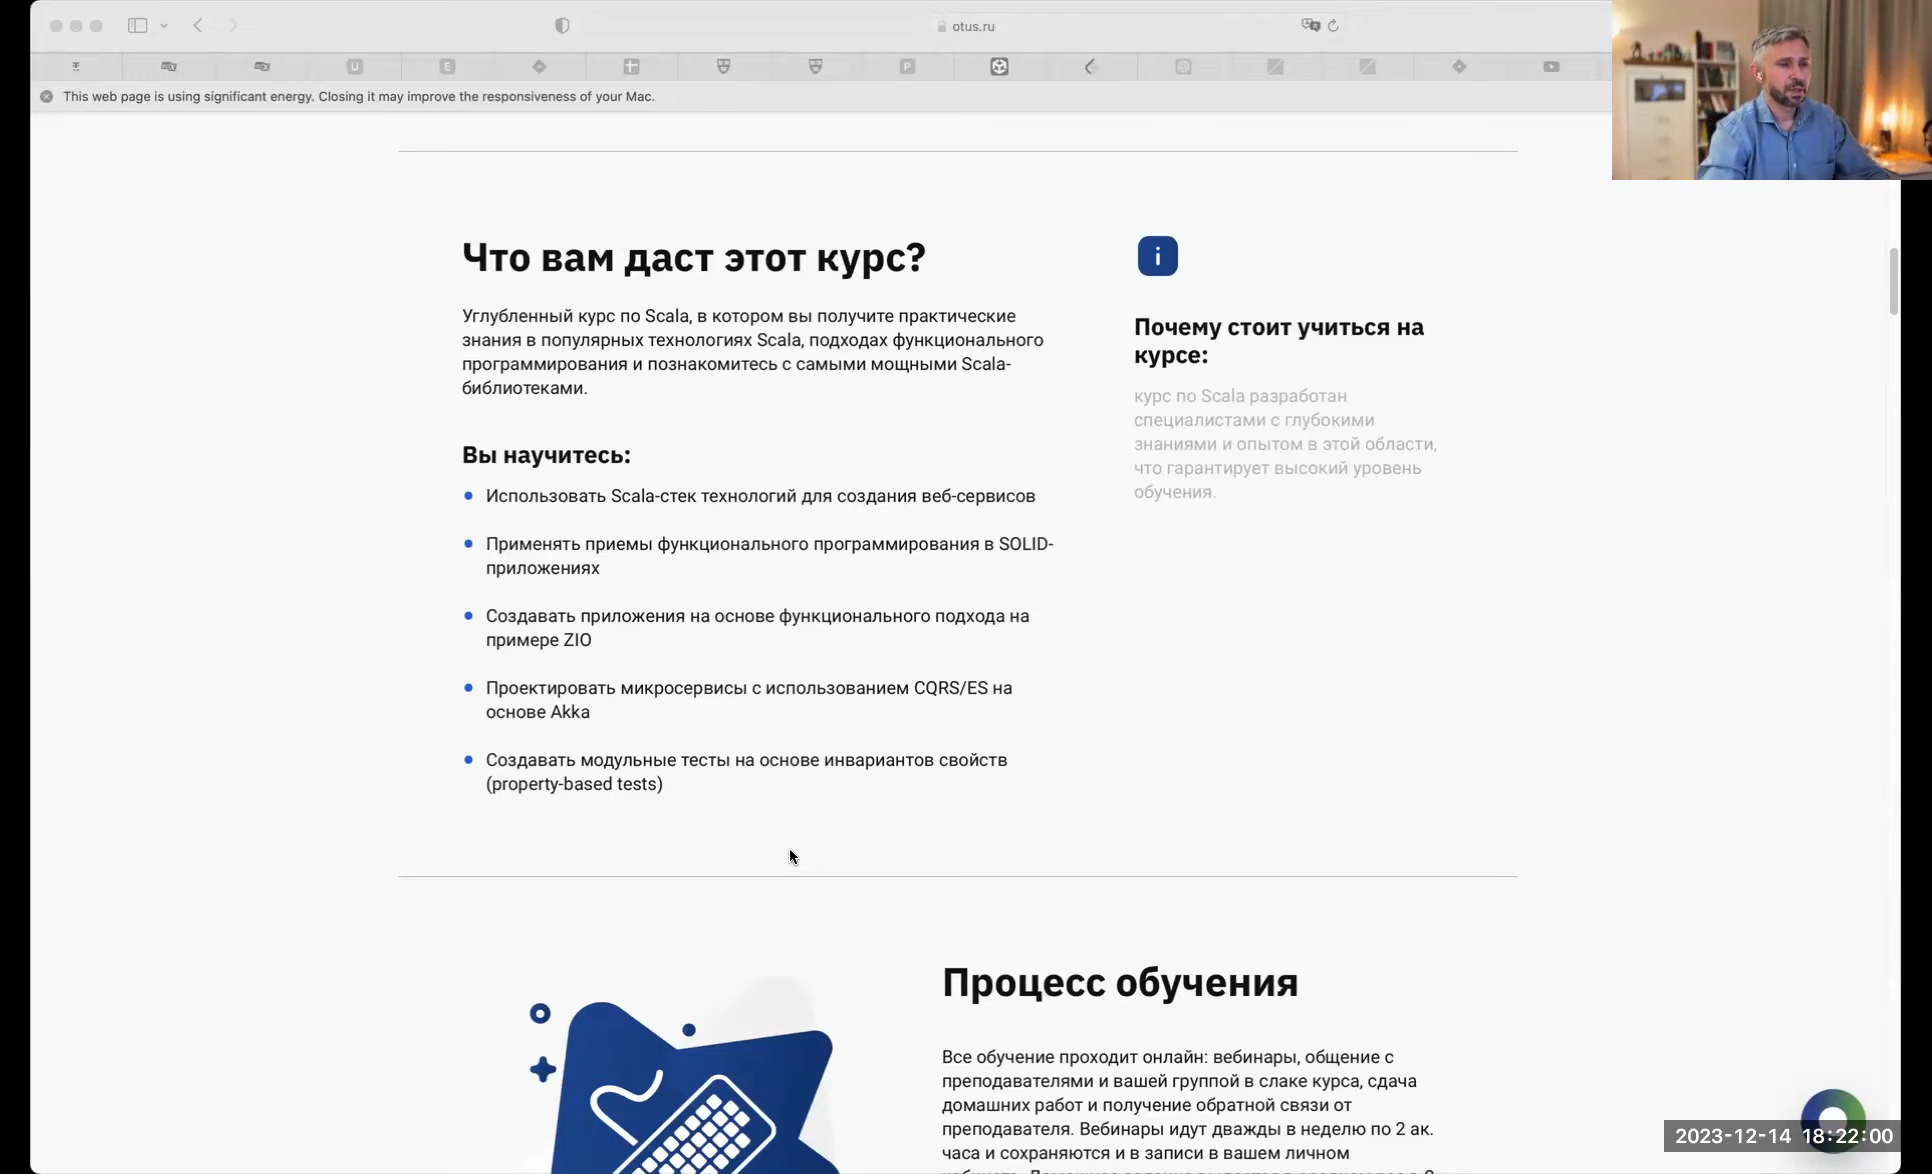 otus.ru
U
E
P
This web page is using significant energy. Closing it may improve the responsiveness of your Mac.
Что вам даст этот курс?
Углубленный курс по Scala, в котором вы получите практические
знания в популярных технологиях Scala, подходах функционального
программирования и познакомитесь с самыми мощными Scala-
библиотеками.
Вы научитесь:
Использовать Scala-стек технологий для создания веб-сервисов
Применять приемы функционального программирования в SOLID-
приложениях
Создавать приложения на основе функционального подхода на
примере ZIO
Проектировать микросервисы с использованием CQRS/ES на
основе Akka
Создавать модульные тесты на основе инвариантов свойств
(property-based tests)
Почему стоит учиться на
курсе:
курс по Scala разработан
специалистами с глубокими
знаниями и опытом в этой области,
что гарантирует высокий уровень
обучения.
Процесс обучения
Все обучение проходит онлайн: вебинары, общение с
преподавателями и вашей группой в слаке курса, сдача
домашних работ и получение обратной связи от
преподавателя. Вебинары идут дважды в неделю по 2 ак.
часа и сохраняются и в записи в вашем личном
2023-12-14 18:22:00